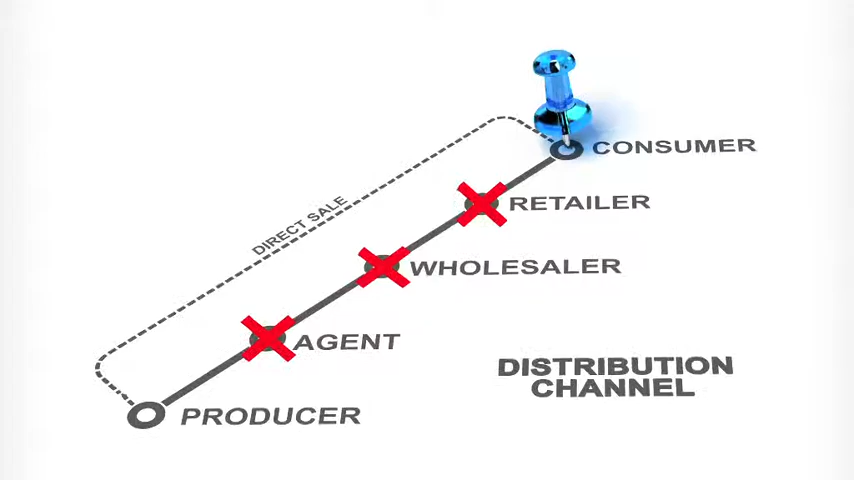 CONSUMER
RETAILER
DIRECT SALE
WHOLESALER
AGENT
DISTRIBUTION
CHANNEL
PRODUCER